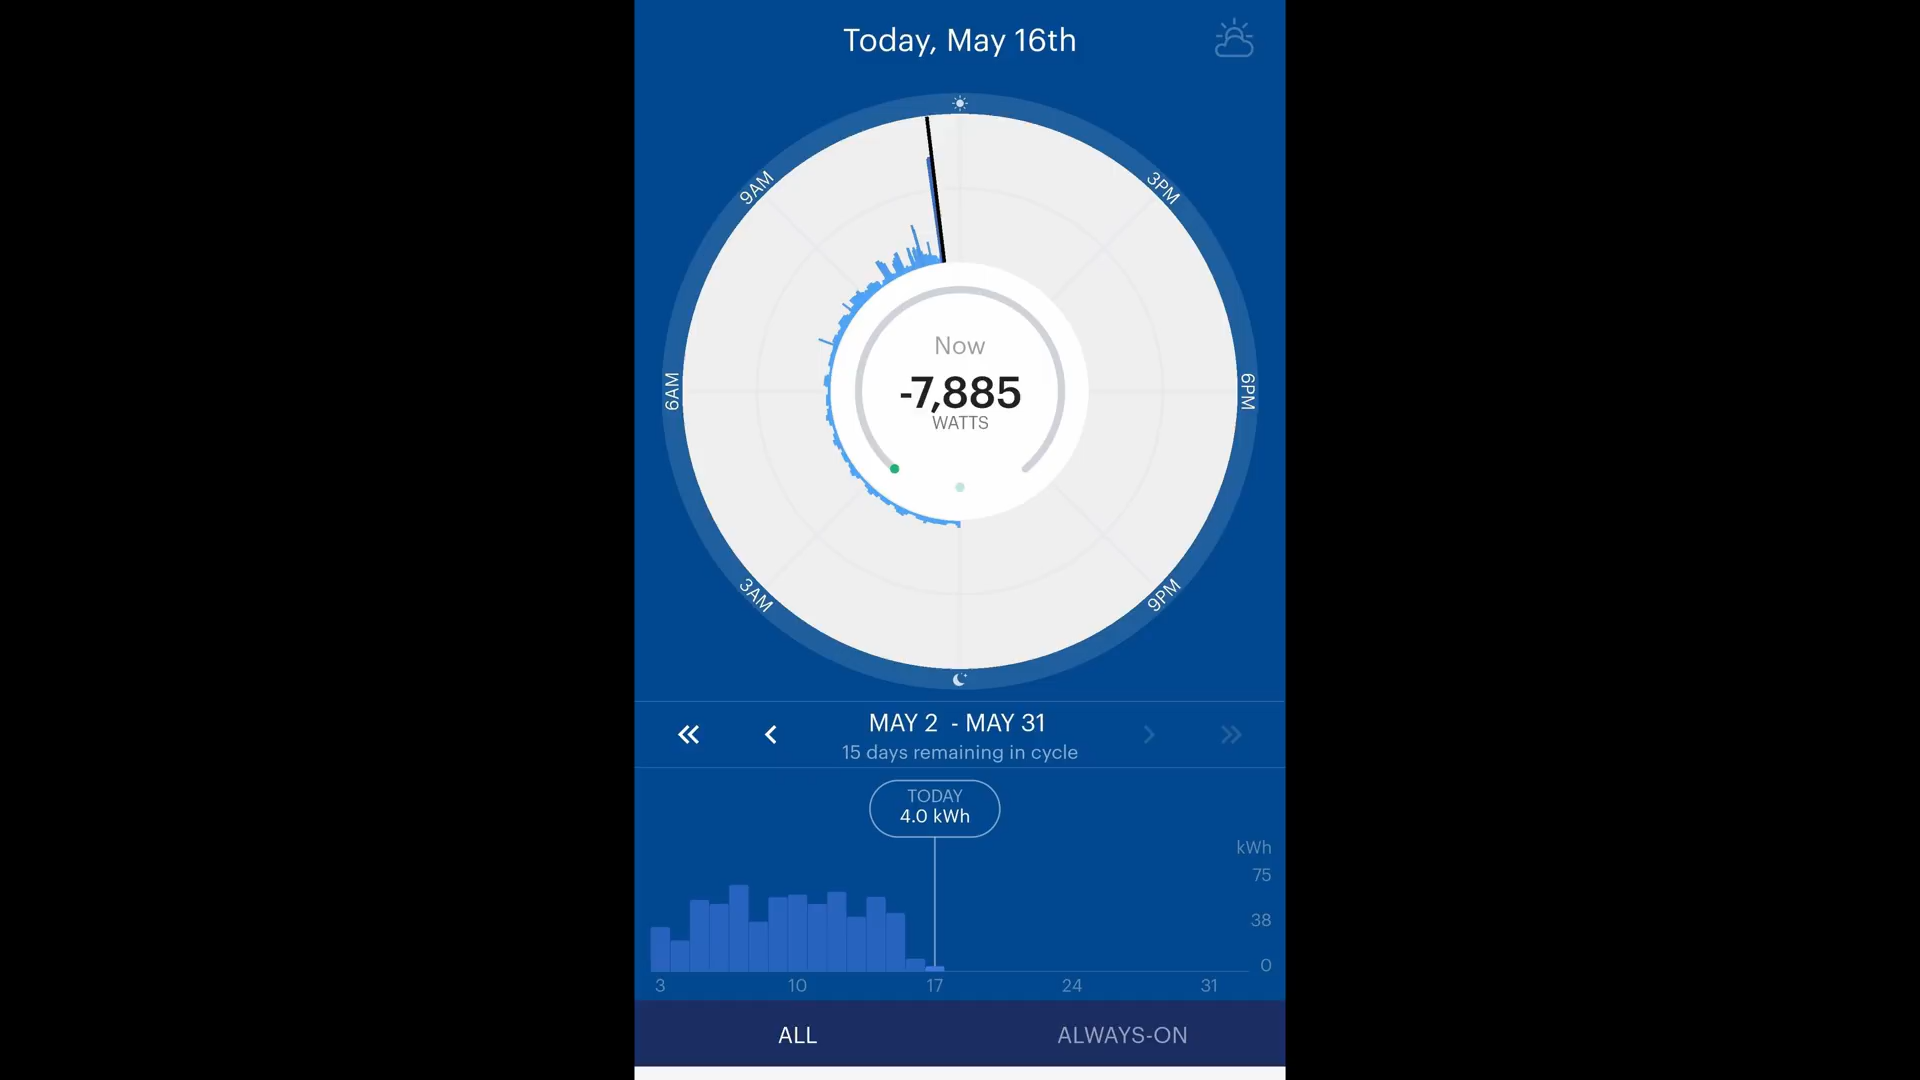 Today, May 16th
9AM
3PM
6AM
6PM
Now
-7,885
WATTS
3AM
9PM
MAY 2 - MAY 31
15 days remaining in cycle
TODAY
4.0 kWh
kWh
75
38
0
3 10 17 24 31
ALL ALWAYS-ON